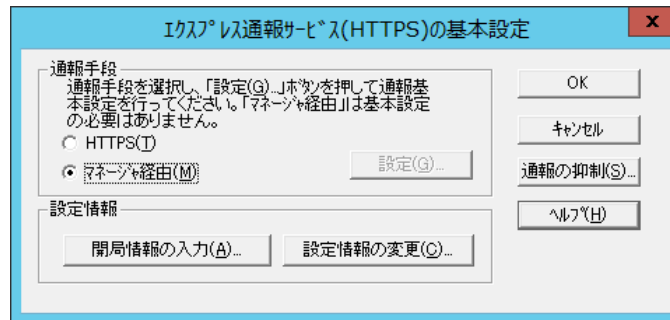 ｴｸｽﾌﾟﾚｽ通報ｻｰﾋﾞｽ(HTTPS)の基本設定
x
通報手段
通報手段を選択し、「設定(G)...」ﾎﾞﾀﾝを押して通報基
本設定を行ってください。「ﾏﾈｰｼﾞｬ経由」は基本設定
の必要はありません。
HTTPS(T)
ﾏﾈｰｼﾞｬ経由(M)
設定(G)...
設定情報
開局情報の入力(A)...
設定情報の変更(C)...
OK
ｷｬﾝｾﾙ
通報の抑制(S)...
ﾍﾙﾌﾟ(H)